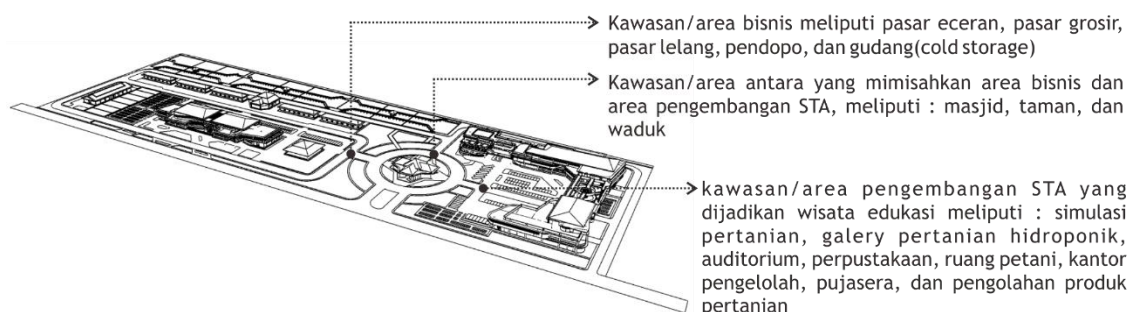 Kawasan/area bisnis meliputi pasar eceran, pasar grosir,
pasar lelang, pendopo, dan gudang(cold storage)
Kawasan/area antara yang mimisahkan area bisnis dan
area pengembangan STA, meliputi : masjid, taman, dan
waduk
kawasan/area pengembangan STA yang
dijadikan wisata edukasi meliputi : simulasi
pertanian, galery pertanian hidroponik,
auditorium, perpustakaan, ruang petani, kantor
pengelolah, pujasera, dan pengolahan produk
pertanian